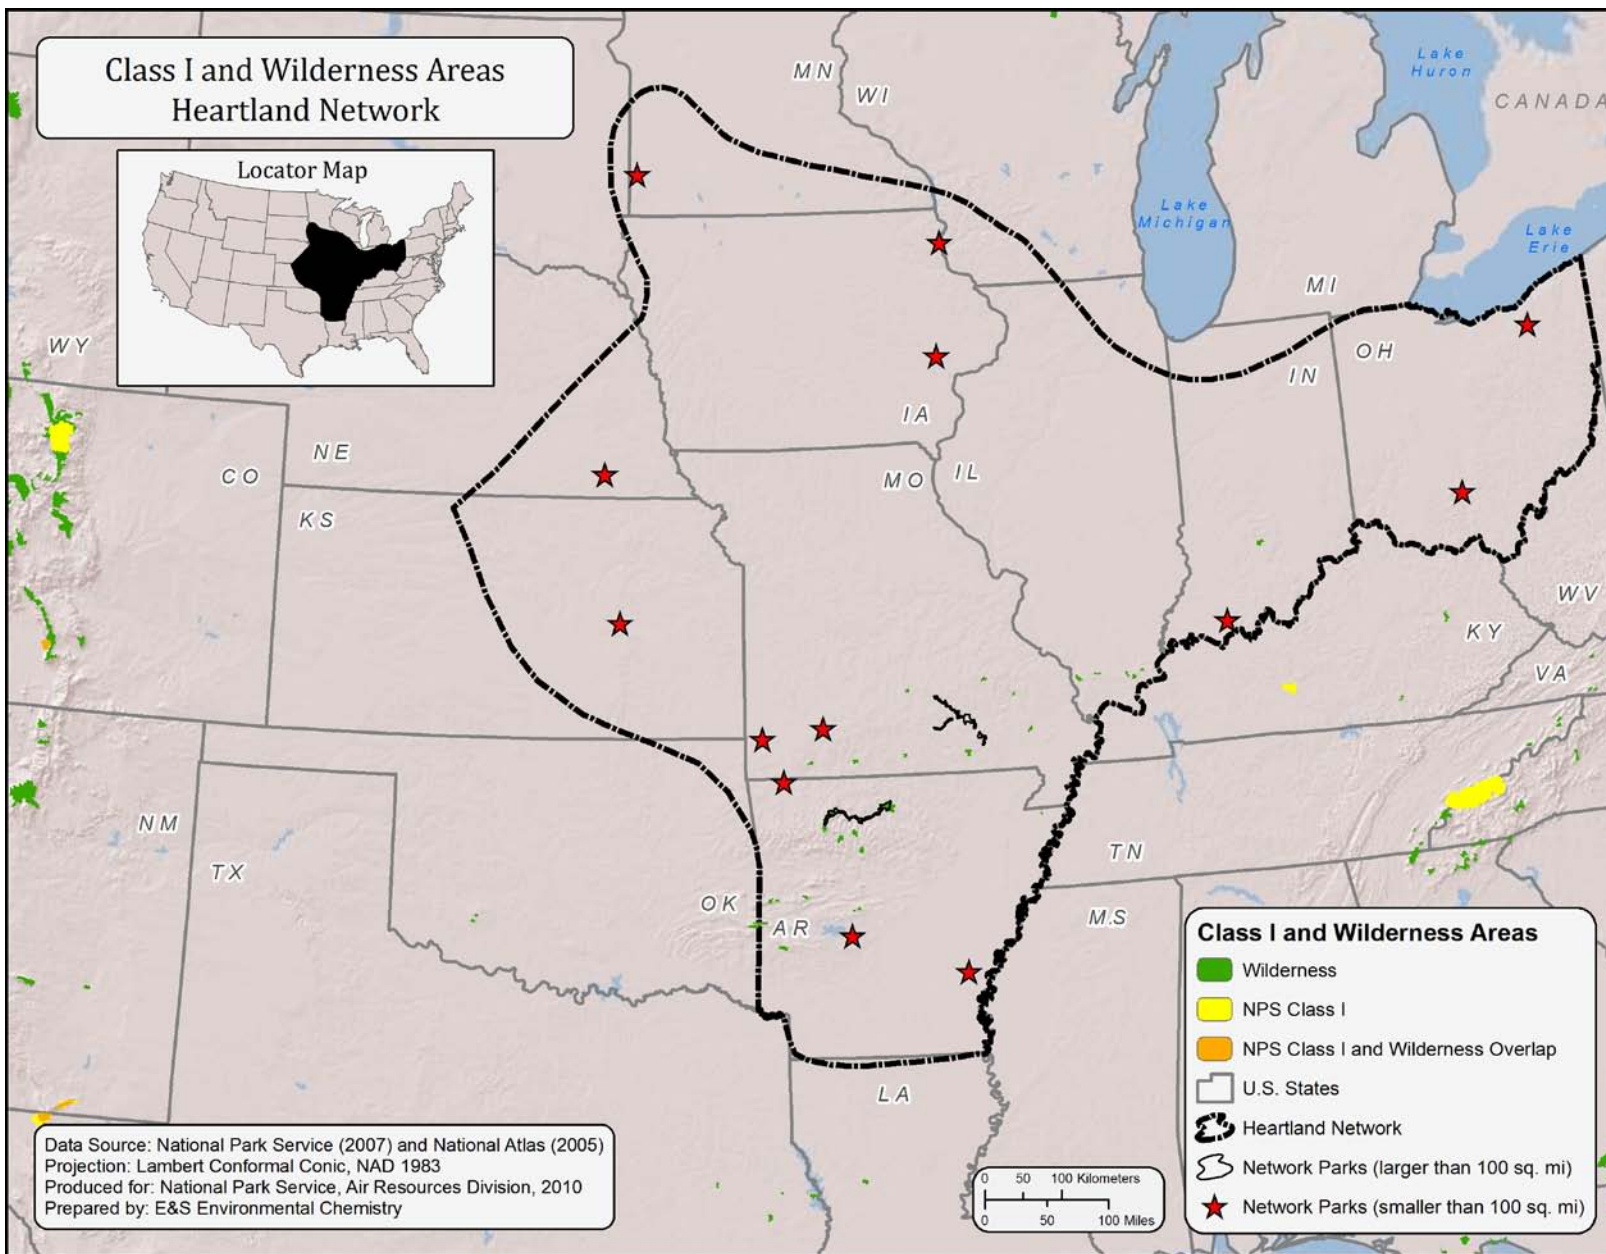 Class I and Wilderness Areas
Heartland Network
Locator Map
MN
WI
Lake
Huron
CANADA
Lake
Michigan
Lake
Erie
MI
WY
OH
IN
IA
NE
CO
MO
IL
KS
WV
KY
VA
NM
TN
TX
OK
AR
MS
LA
Class I and Wilderness Areas
Wilderness
NPS Class I
NPS Class I and Wilderness Overlap
U.S. States
Heartland Network
Network Parks (larger than 100 sq. mi)
Network Parks (smaller than 100 sq. mi)
Data Source: National Park Service (2007) and National Atlas (2005)
Projection: Lambert Conformal Conic, NAD 1983
Produced for: National Park Service, Air Resources Division, 2010
Prepared by: E&S Environmental Chemistry
0 50 100 Kilometers
0 50 100 Miles